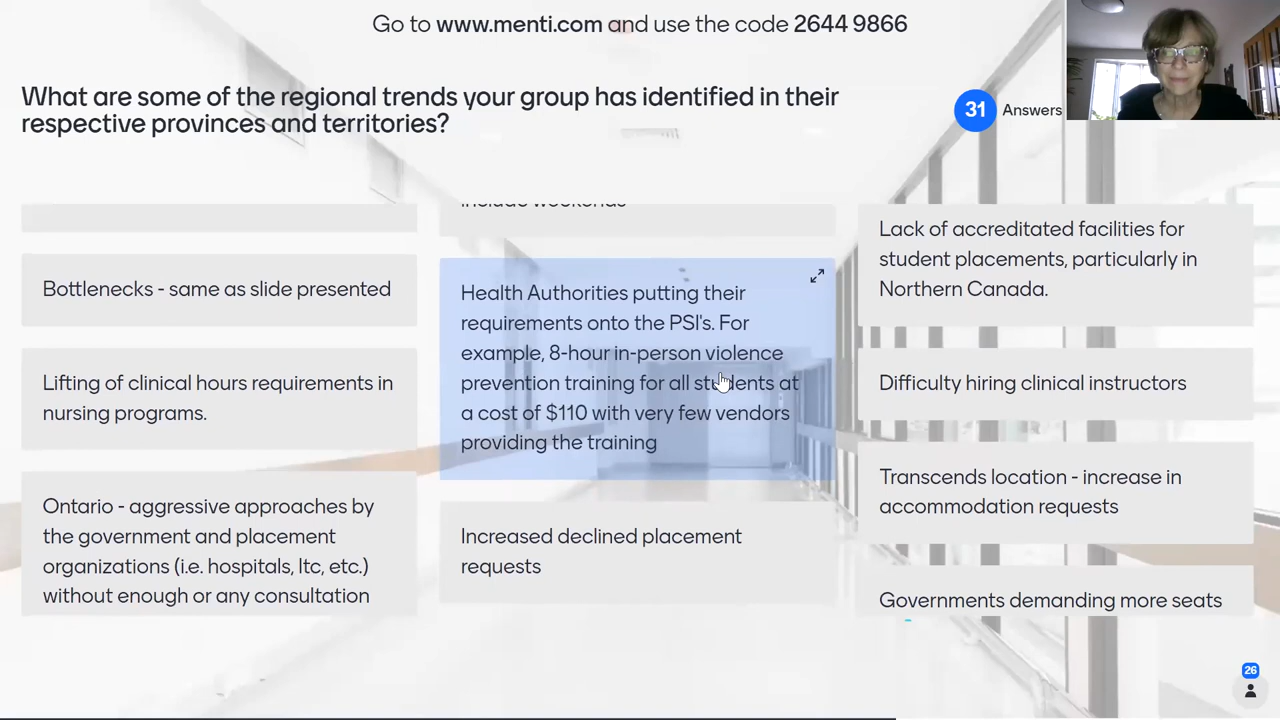 Go to www.menti.com and use the code 2644 9866
What are some of the regional trends your group has identified in their
respective provinces and territories?
31 Answers
Bottlenecks - same as slide presented
Lifting of clinical hours requirements in
nursing programs.
Ontario - aggressive approaches by
the government and placement
organizations (i.e. hospitals, ltc, etc.)
without enough or any consultation
include weekends
Health Authorities putting their
requirements onto the PSI's. For
example, 8-hour in-person violence
prevention training for all students at
a cost of $110 with very few vendors
providing the training
Increased declined placement
requests
Lack of accreditated facilities for
student placements, particularly in
Northern Canada.
Difficulty hiring clinical instructors
Transcends location - increase in
accommodation requests
Governments demanding more seats
26